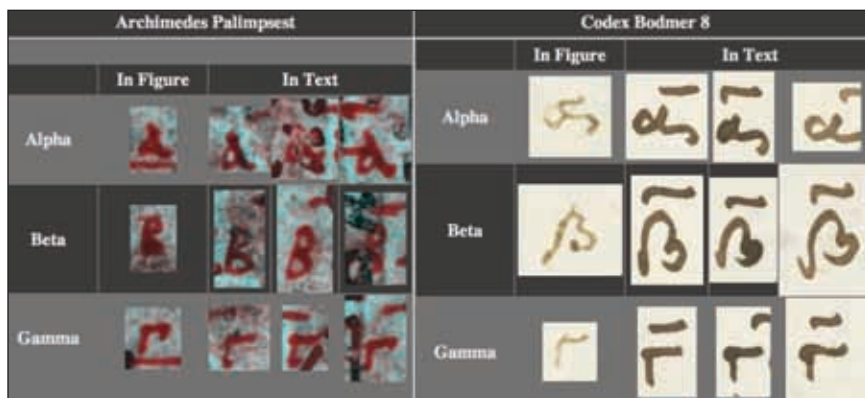 Archimedes Palimpsest
In Figure In Text
Alpha
Beta
Gamma
Codex Bodmer 8
In Figure In Text
Alpha
Beta
Gamma